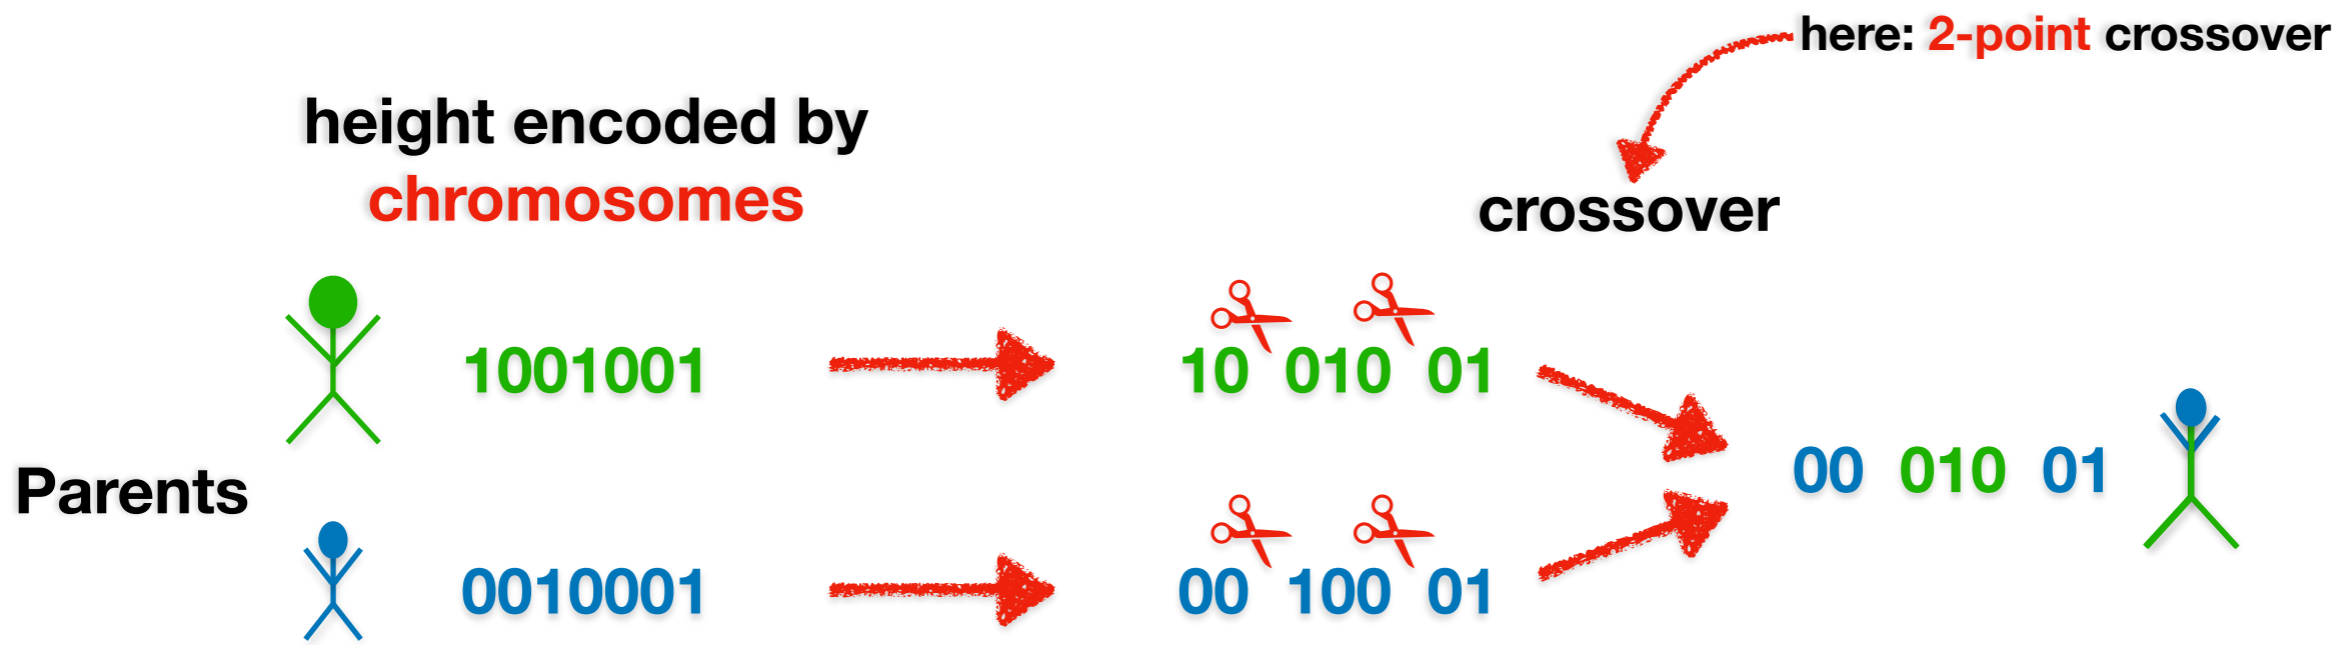 here: 2-point crossover
height encoded by
chromosomes
crossover
1001001
10 010 01
Parents
00 010 01
0010001
00 100 01